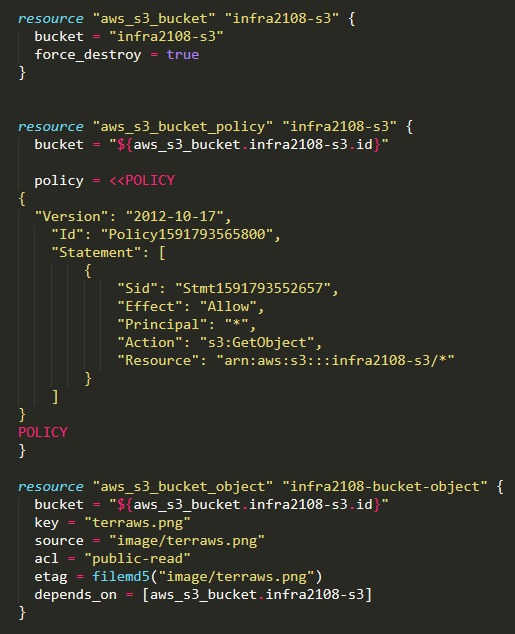 resource "aws_s3_bucket" "infra2108-s3" {
  bucket = "infra2108-s3"
  force_destroy = true
}
resource "aws_s3_bucket_policy" "infra2108-s3" {
  bucket = "${aws_s3_bucket.infra2108-s3.id}"
  policy = <<POLICY
{
  "Version": "2012-10-17",
    "Id": "Policy1591793565800",
    "Statement": [
        {
            "Sid": "Stmt1591793552657",
            "Effect": "Allow",
            "Principal": "*",
            "Action": "s3:GetObject",
            "Resource": "arn:aws:s3:::infra2108-s3/*"
        }
    ]
}
POLICY
}
resource "aws_s3_bucket_object" "infra2108-bucket-object" {
  bucket = "${aws_s3_bucket.infra2108-s3.id}"
  key = "terraws.png"
  source = "image/terraws.png"
  acl = "public-read"
  etag = filemd5("image/terraws.png")
  depends_on = [aws_s3_bucket.infra2108-s3]
}